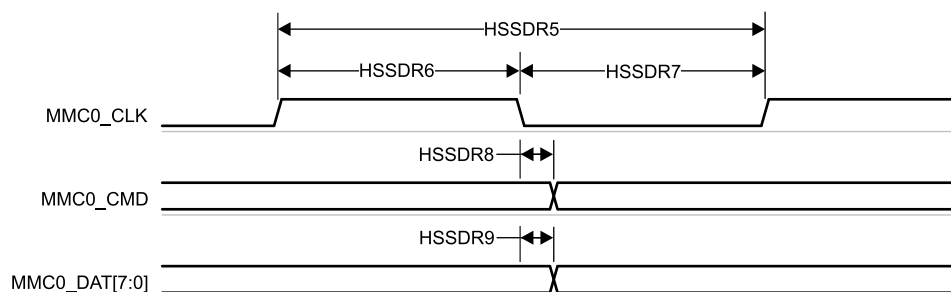 HSSDR5
HSSDR6
HSSDR7
MMC0_CLK
HSSDR8
MMC0_CMD
HSSDR9
MMC0_DAT[7:0]